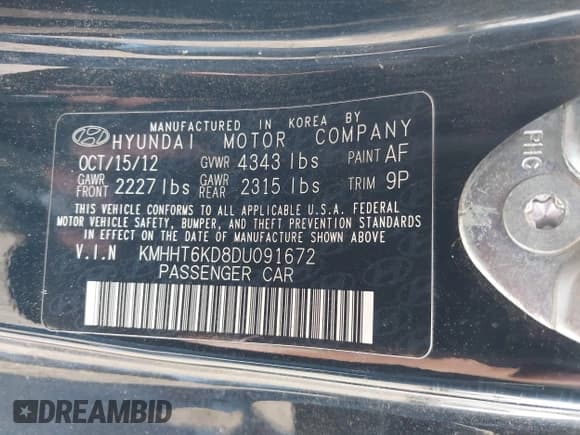 MANUFACTURED IN KOREA BY
HYUNDAI MOTOR COMPANY
OCT/15/12 GVWR 4343 lbs PAINT AF
GAWR FRONT 2227 lbs GAWR REAR 2315 lbs TRIM 9P
THIS VEHICLE CONFORMS TO ALL APPLICABLE U.S.A. FEDERAL
MOTOR VEHICLE SAFETY, BUMPER, AND THEFT PREVENTION STANDARDS
IN EFFECT ON THE DATE OF MANUFACTURE SHOWN ABOVE
V.I.N KMHHT6KD8DU091672
PASSENGER CAR
PHC
DREAMBID